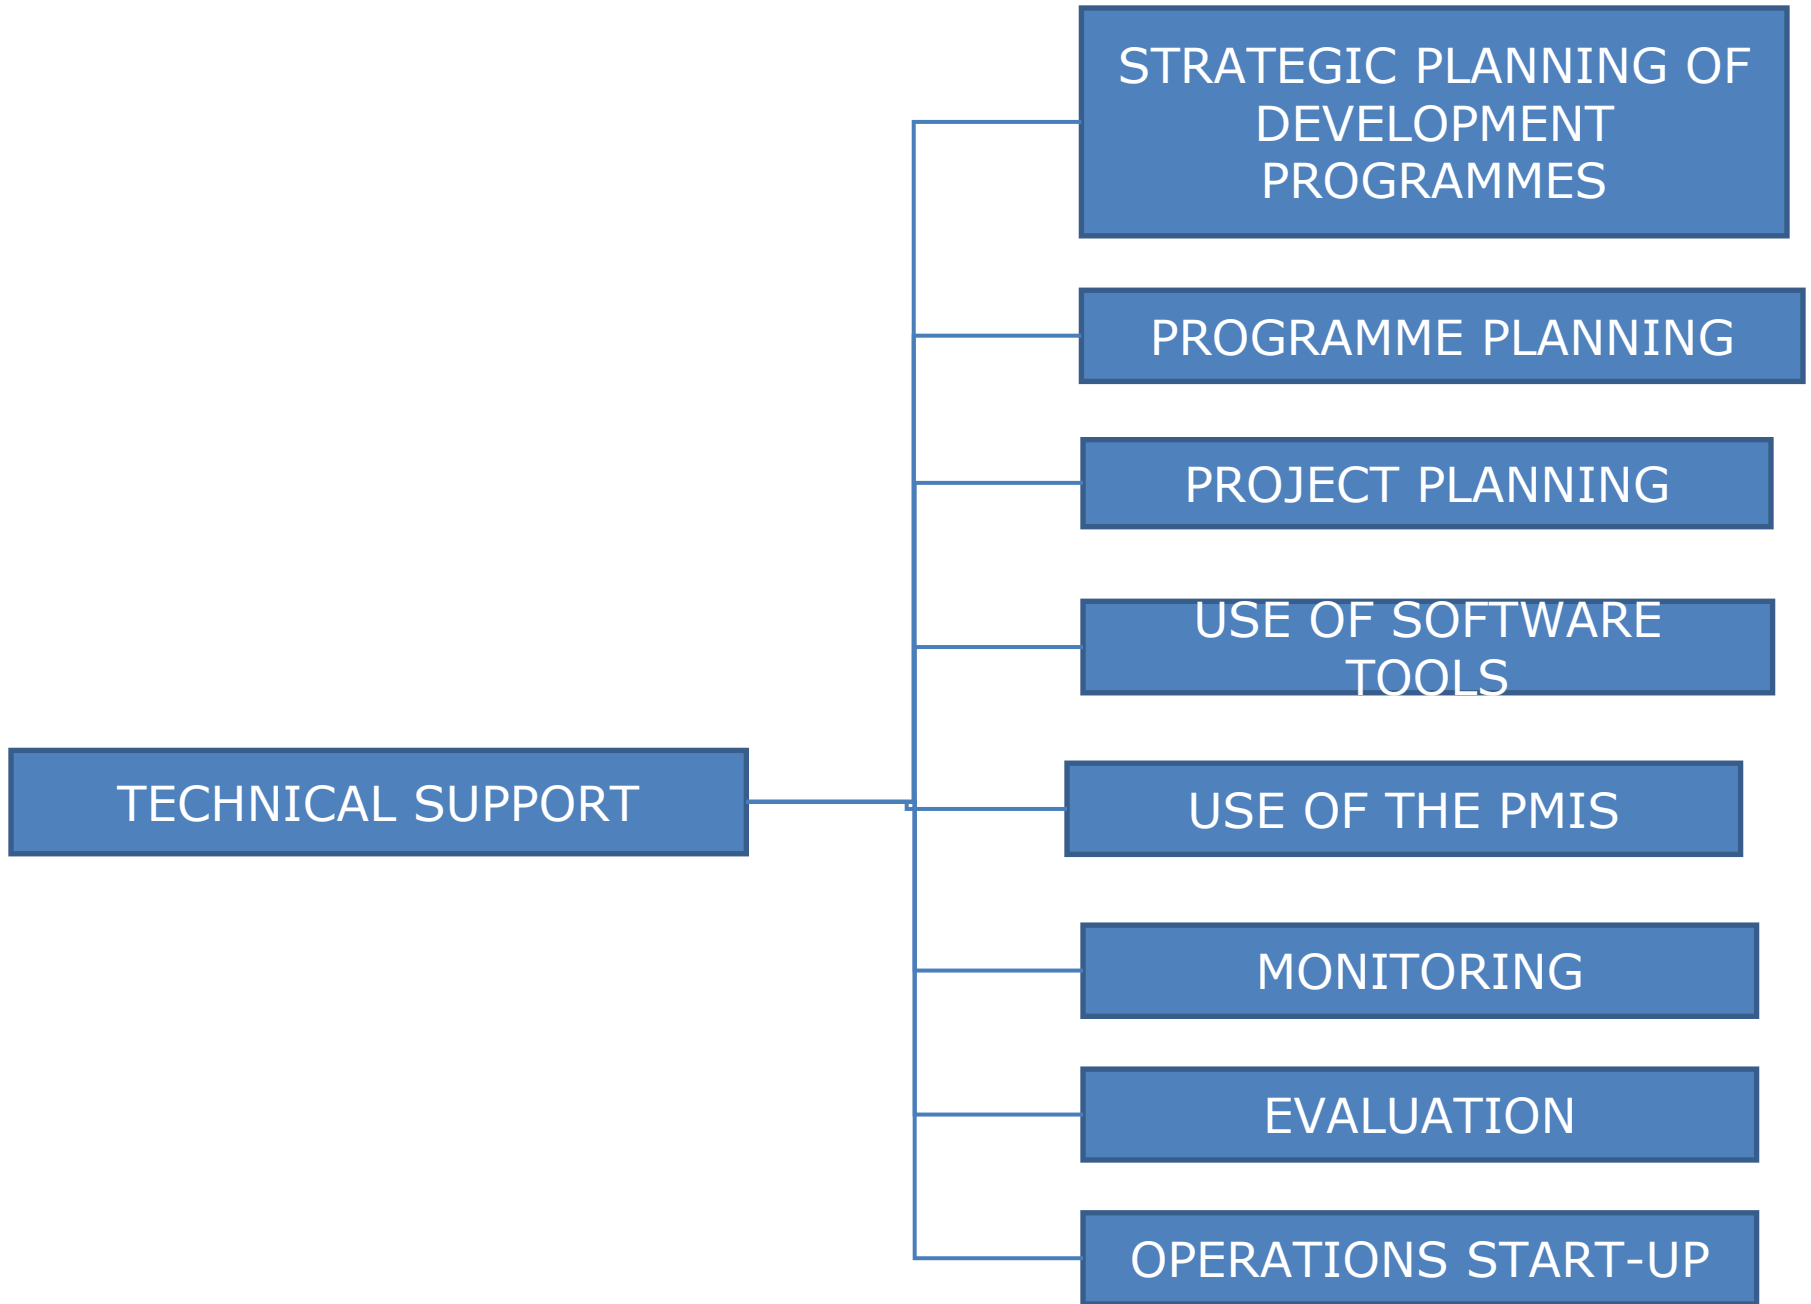 STRATEGIC PLANNING OF
DEVELOPMENT
PROGRAMMES
PROGRAMME PLANNING
PROJECT PLANNING
USE OF SOFTWARE
TOOLS
TECHNICAL SUPPORT
USE OF THE PMIS
MONITORING
EVALUATION
OPERATIONS START-UP